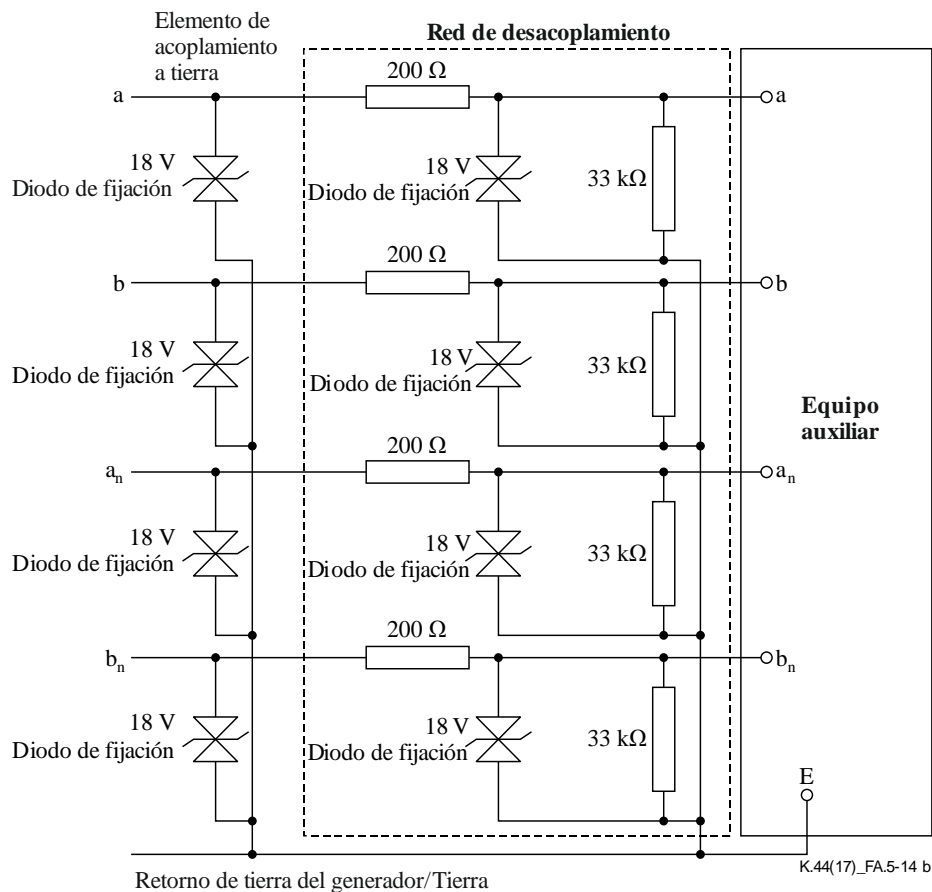 Elemento de
acoplamiento
a tierra
Red de desacoplamiento
200 Ω
a
a
18 V
Diodo de fijación
18 V
Diodo de fijación
33 kΩ
200 Ω
b
b
18 V
Diodo de fijación
18 V
Diodo de fijación
33 kΩ
Equipo
auxiliar
200 Ω
aₙ
aₙ
18 V
Diodo de fijación
18 V
Diodo de fijación
33 kΩ
200 Ω
bₙ
bₙ
18 V
Diodo de fijación
18 V
Diodo de fijación
33 kΩ
E
Retorno de tierra del generador/Tierra
K.44(17)_FA.5-14 b